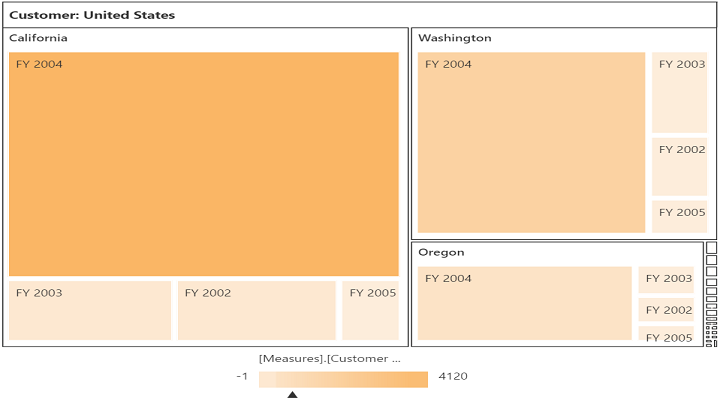 Customer: United States
California
FY 2004
FY 2003
FY 2002
FY 2005
Washington
FY 2004
FY 2003
FY 2002
FY 2005
Oregon
FY 2004
FY 2003
FY 2002
FY 2005
[Measures].[Customer ...
-1
4120